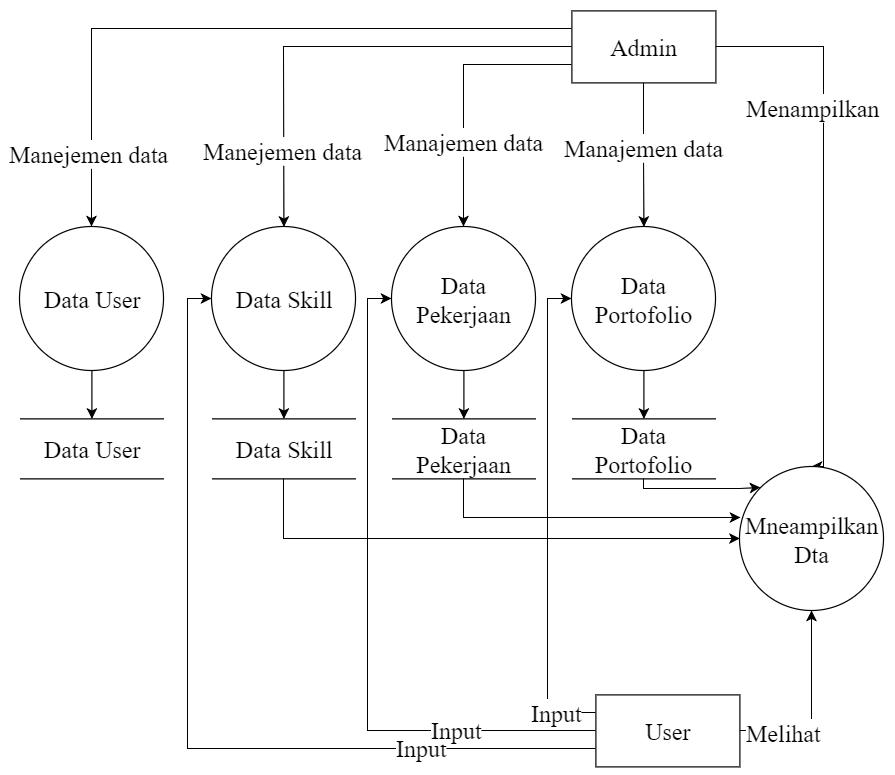 Admin
Menampilkan
Manejemen data
Manejemen data
Manajemen data
Manajemen data
Data User
Data Skill
Data
Pekerjaan
Data
Portofolio
Data User
Data Skill
Data
Pekerjaan
Data
Portofolio
Mneampilkan
Dta
Input
Input
Input
User
Melihat